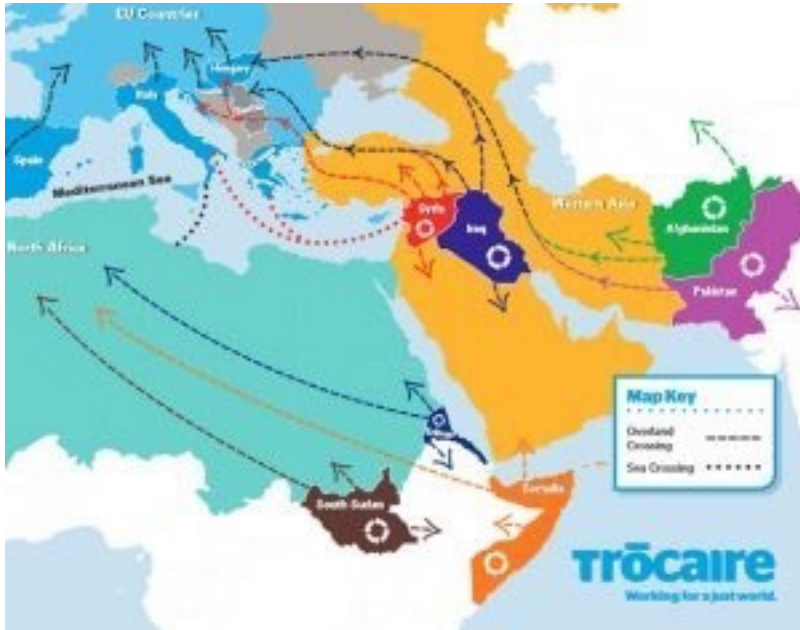 EU Countries
Hungary
Italy
Spain
Mediterranean Sea
Syria
Iraq
Western Asia
Afghanistan
Pakistan
North Africa
Map Key
Overland
Crossing
Sea Crossing
Somalia
South Sudan
Trōcaire
Working for a just world.